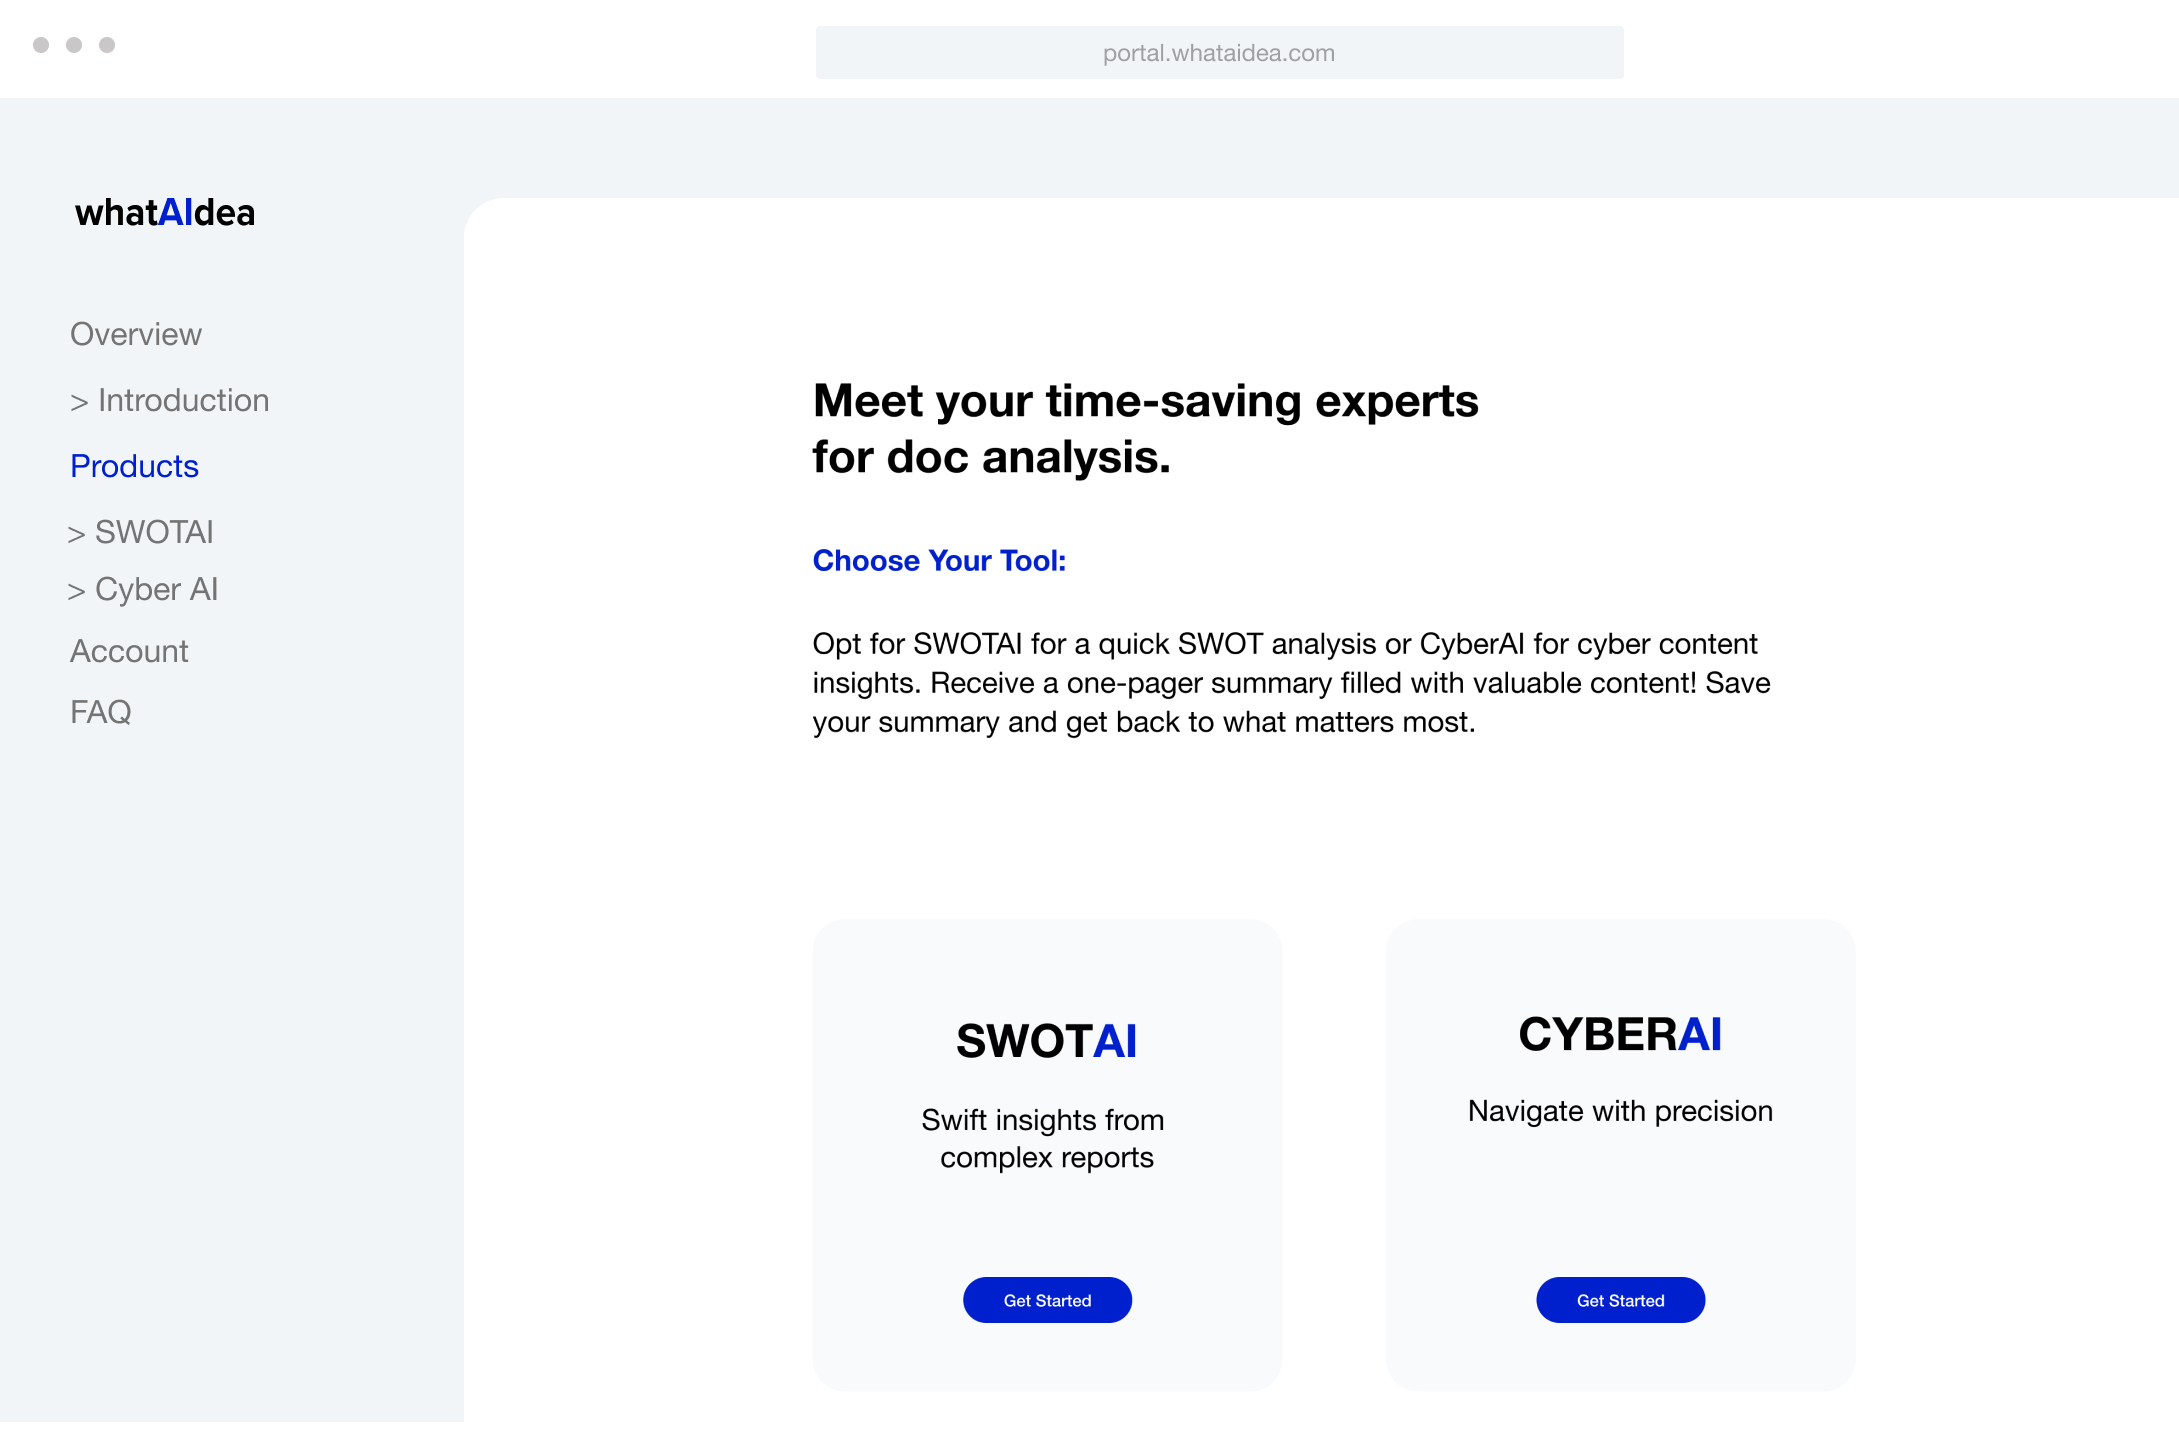 portal.whataidea.com
whatAIdea
Overview
> Introduction
Products
> SWOTAI
> Cyber AI
Account
FAQ
Meet your time-saving experts
for doc analysis.
Choose Your Tool:
Opt for SWOTAI for a quick SWOT analysis or CyberAI for cyber content
insights. Receive a one-pager summary filled with valuable content! Save
your summary and get back to what matters most.
SWOTAI
Swift insights from
complex reports
Get Started
CYBERAI
Navigate with precision
Get Started